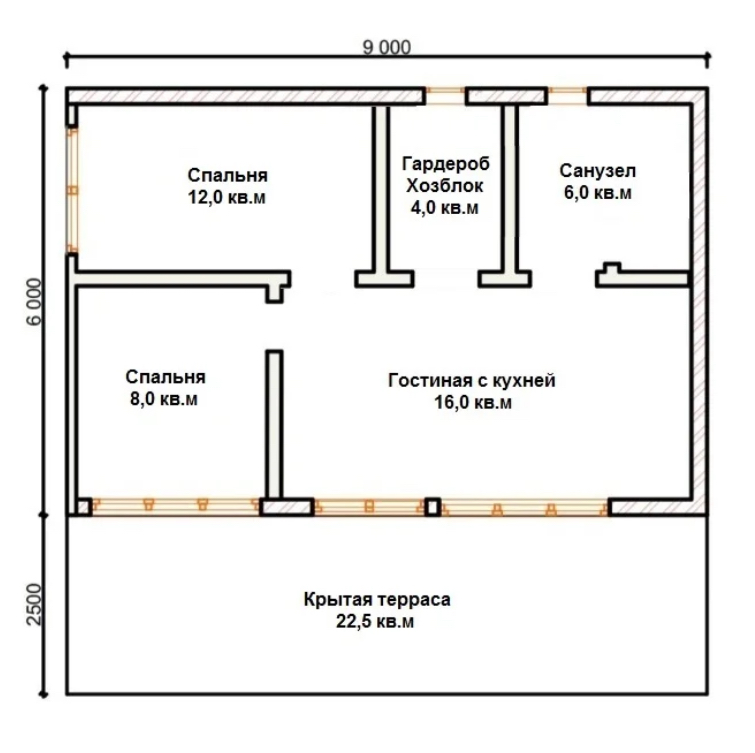 9 000
Спальня
12,0 кв.м
Гардероб
Хозблок
4,0 кв.м
Санузел
6,0 кв.м
6 000
Спальня
8,0 кв.м
Гостиная с кухней
16,0 кв.м
2500
Крытая терраса
22,5 кв.м